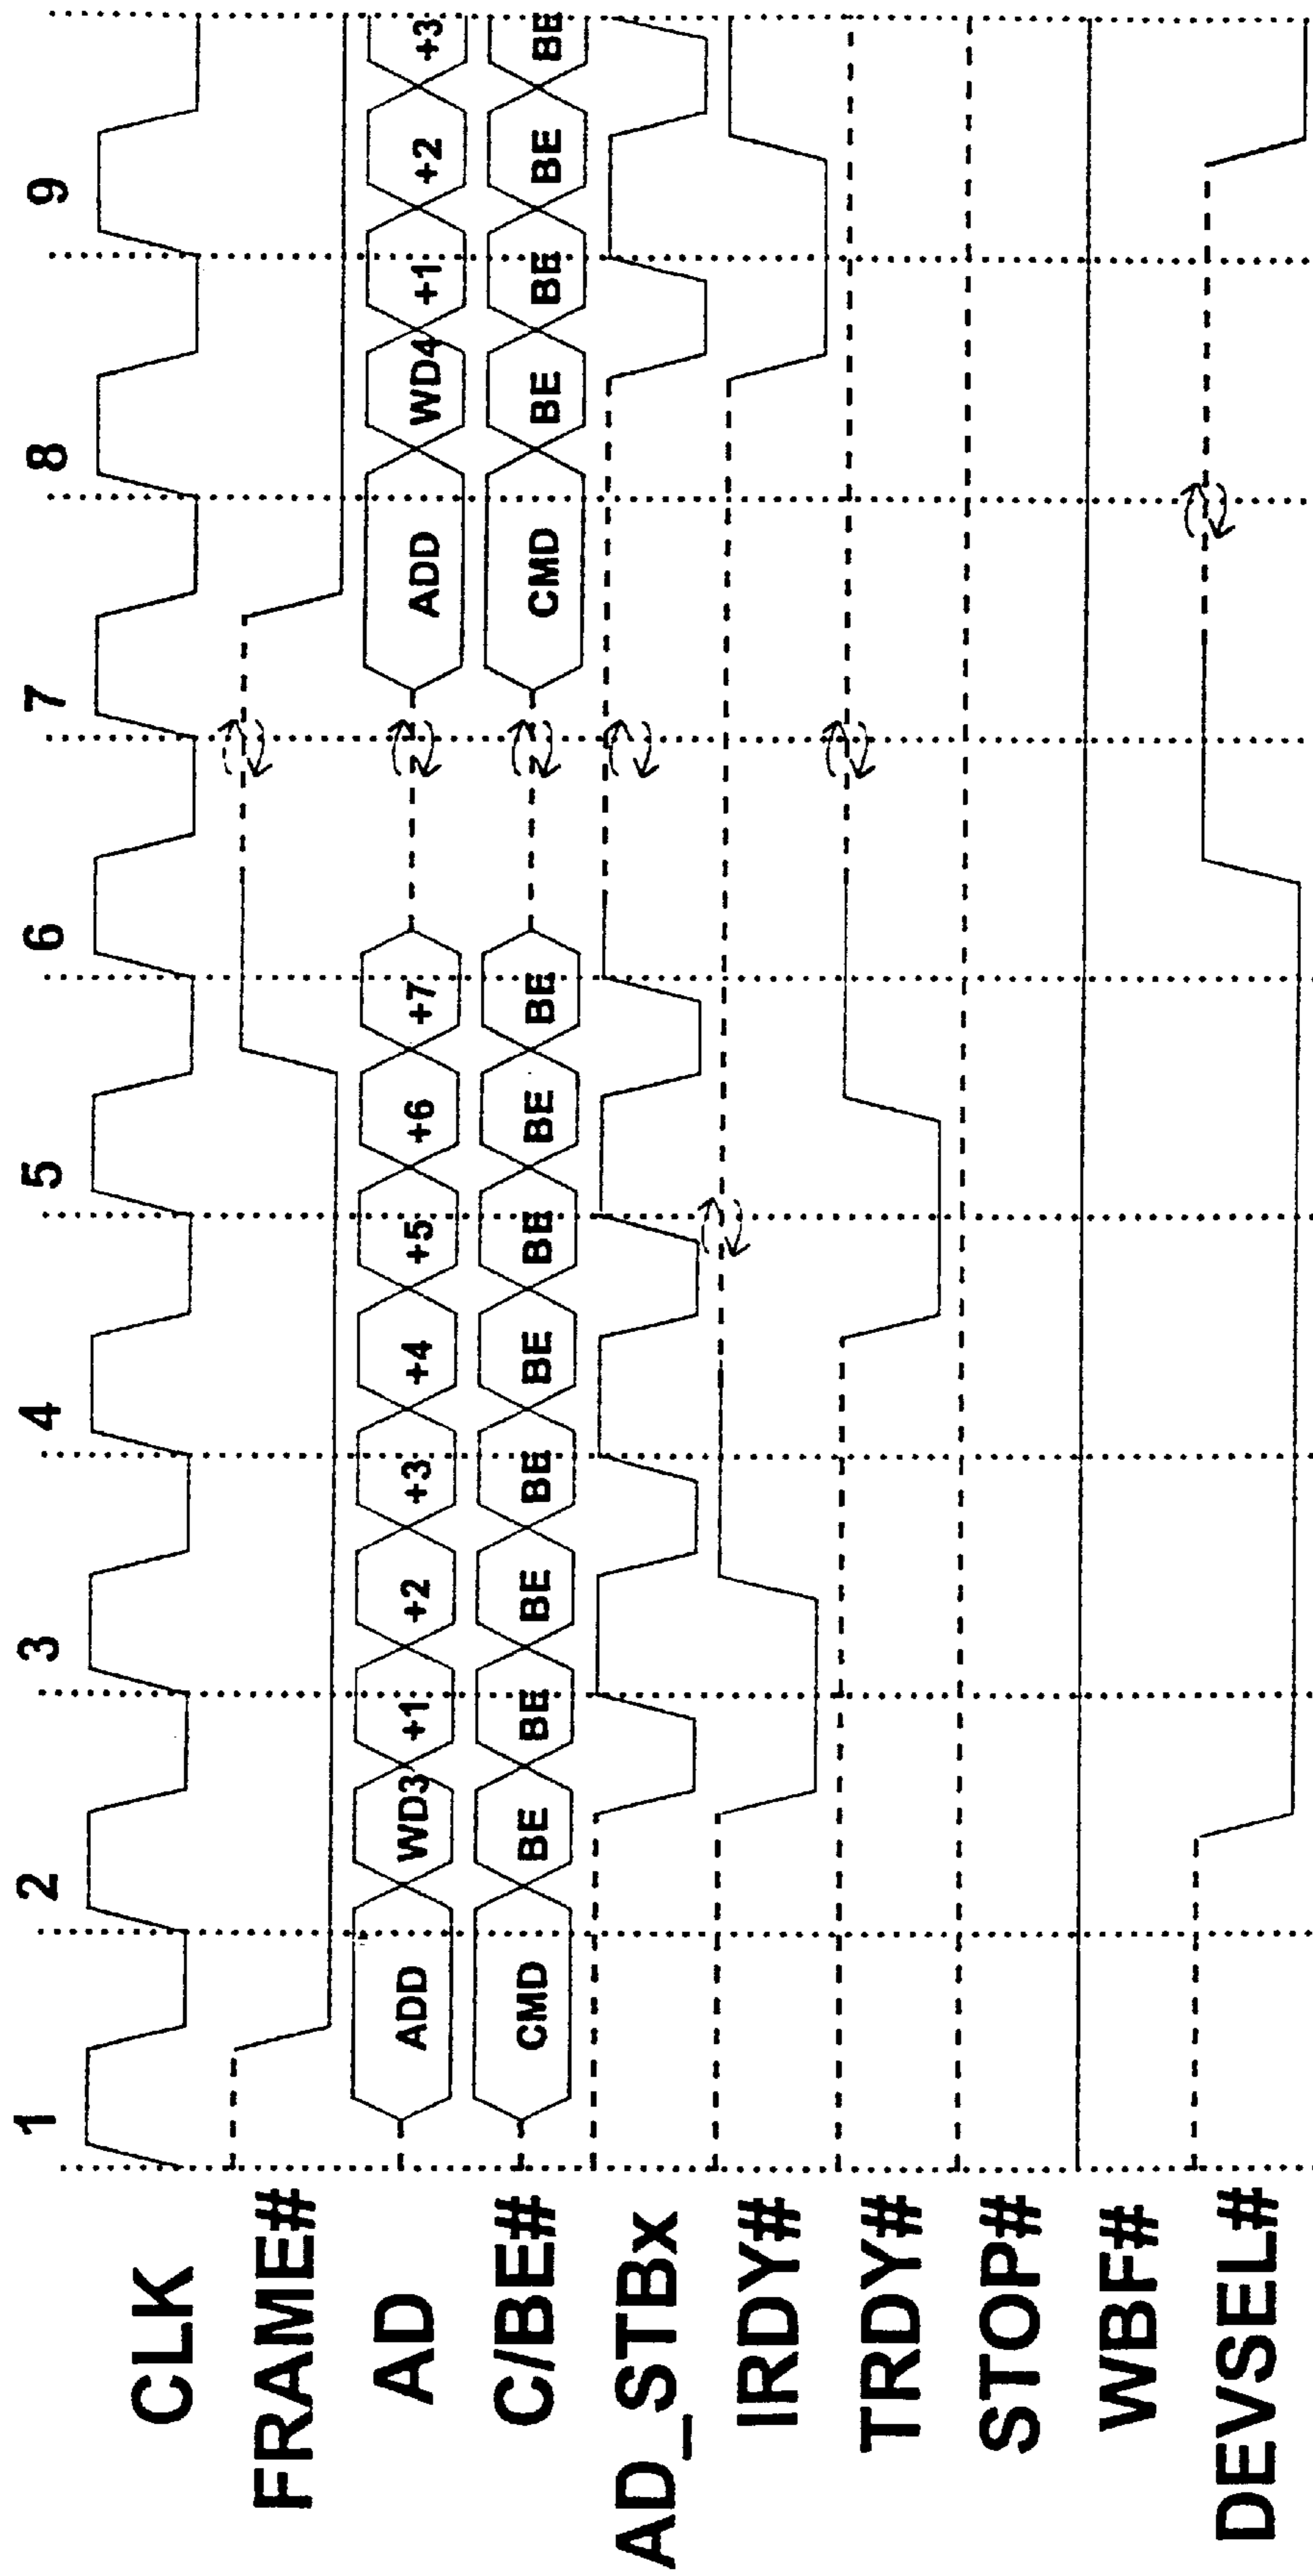 1 2 3 4 5 6 7 8 9
CLK
FRAME#
AD ADD WD3 +1 +2 +3 +4 +5 +6 +7 ADD WD4 +1 +2 +3
C/BE# CMD BE BE BE BE BE BE BE BE CMD BE BE BE BE
AD_STBx
IRDY#
TRDY#
STOP#
WBF#
DEVSEL#